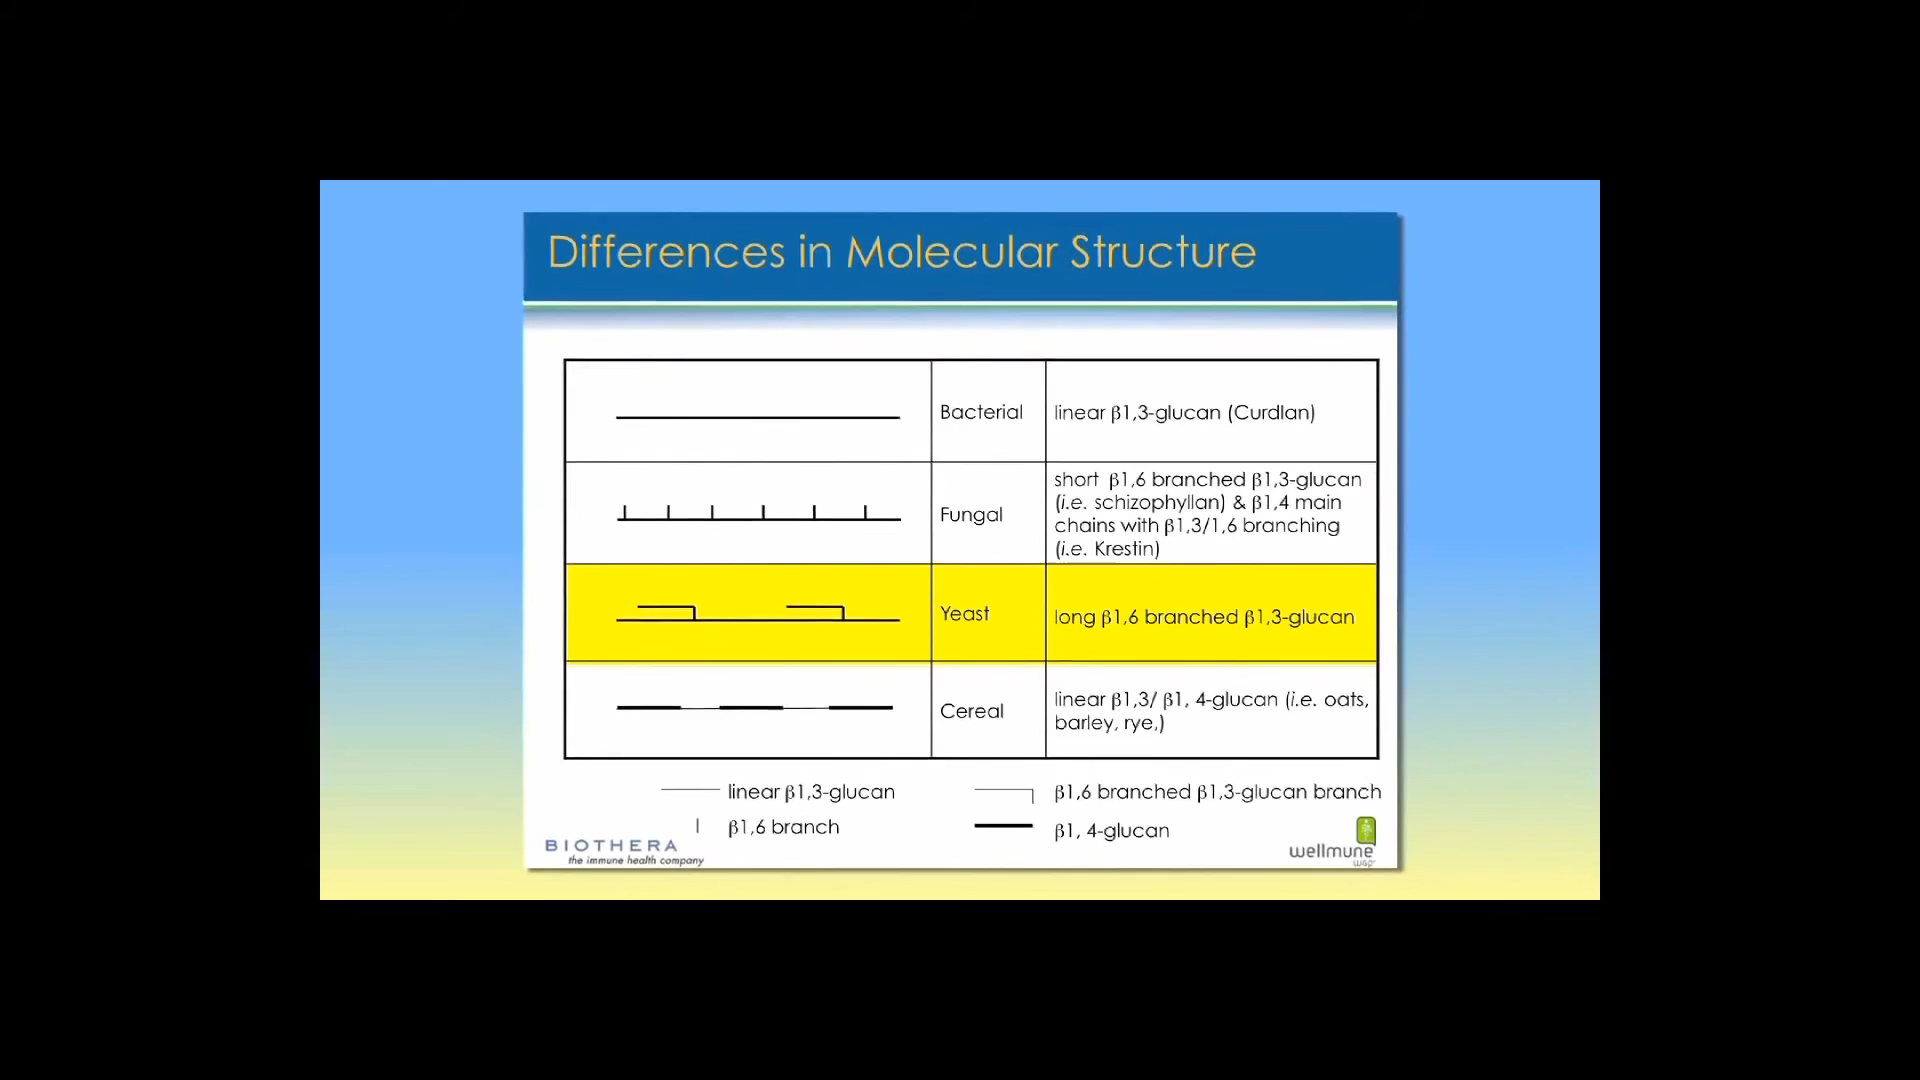 Differences in Molecular Structure
Bacterial
linear β1,3-glucan (Curdlan)
Fungal
short β1,6 branched β1,3-glucan
(i.e. schizophyllan) & β1,4 main
chains with β1,3/1,6 branching
(i.e. Krestin)
Yeast
long β1,6 branched β1,3-glucan
Cereal
linear β1,3/ β1, 4-glucan (i.e. oats,
barley, rye,)
linear β1,3-glucan
β1,6 branched β1,3-glucan branch
β1,6 branch
β1, 4-glucan
BIOTHERA
the immune health company
wellmune
wgp